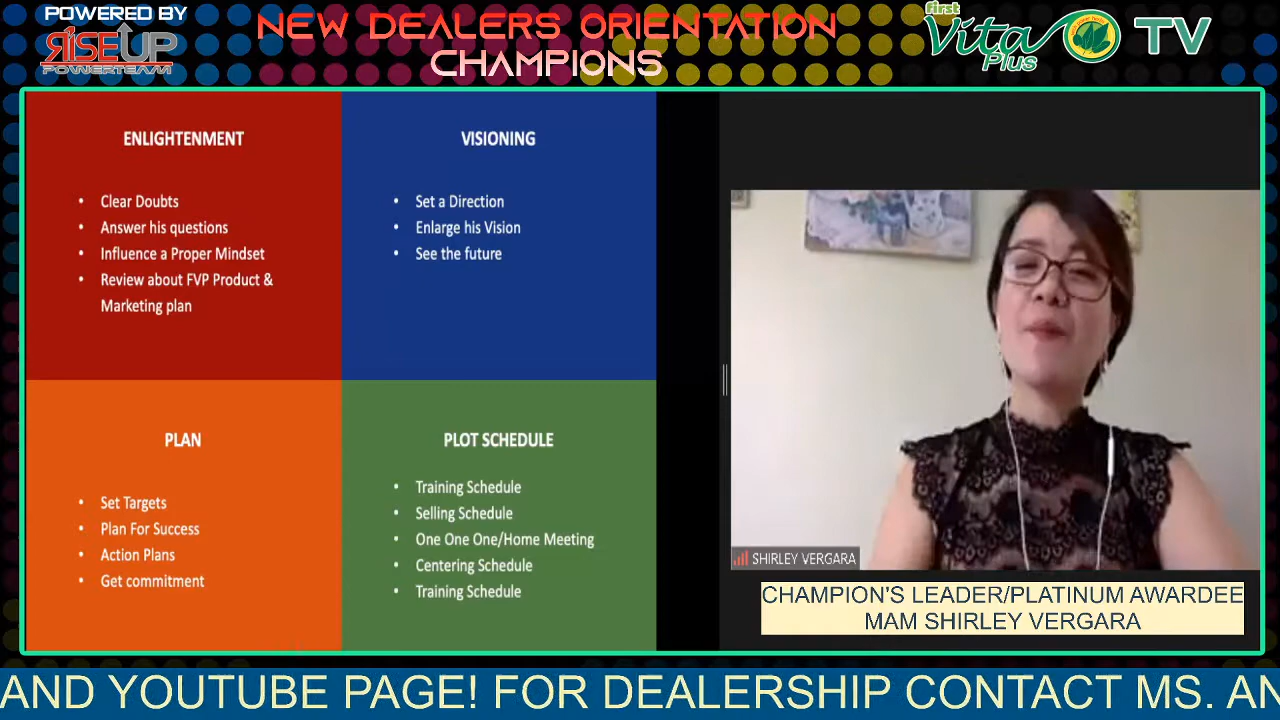 POWERED BY
RISEUP
POWERTEAM
NEW DEALERS ORIENTATION
CHAMPIONS
first
Vita
Plus
TV
ENLIGHTENMENT
• Clear Doubts
• Answer his questions
• Influence a Proper Mindset
• Review about FVP Product &
Marketing plan
VISIONING
• Set a Direction
• Enlarge his Vision
• See the future
PLAN
• Set Targets
• Plan For Success
• Action Plans
• Get commitment
PLOT SCHEDULE
• Training Schedule
• Selling Schedule
• One One One/Home Meeting
• Centering Schedule
• Training Schedule
SHIRLEY VERGARA
CHAMPION'S LEADER/PLATINUM AWARDEE
MAM SHIRLEY VERGARA
AND YOUTUBE PAGE! FOR DEALERSHIP CONTACT MS. AN